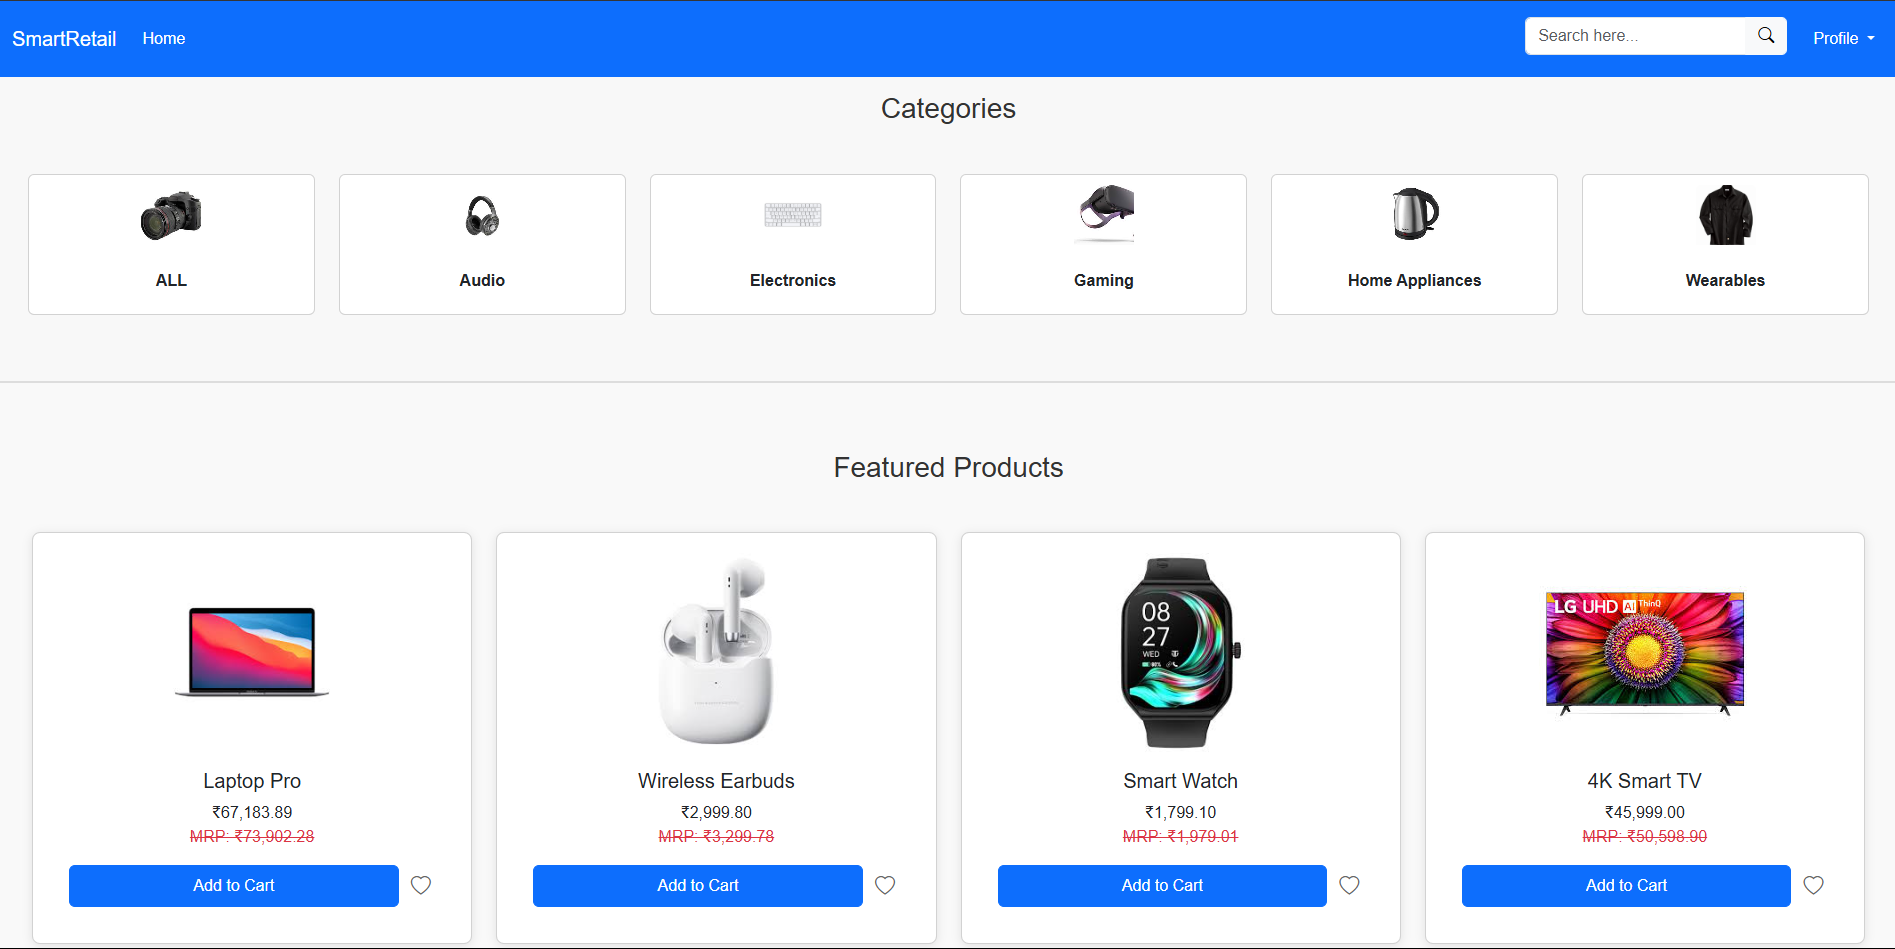 SmartRetail Home Search here... Profile
Categories
ALL Audio Electronics Gaming Home Appliances Wearables
Featured Products
08
27
WED
LG UHD AI ThinQ
Laptop Pro Wireless Earbuds Smart Watch 4K Smart TV
₹67,183.89 ₹2,999.80 ₹1,799.10 ₹45,999.00
MRP: ₹73,902.28 MRP: ₹3,299.78 MRP: ₹1,979.01 MRP: ₹50,598.90
Add to Cart Add to Cart Add to Cart Add to Cart